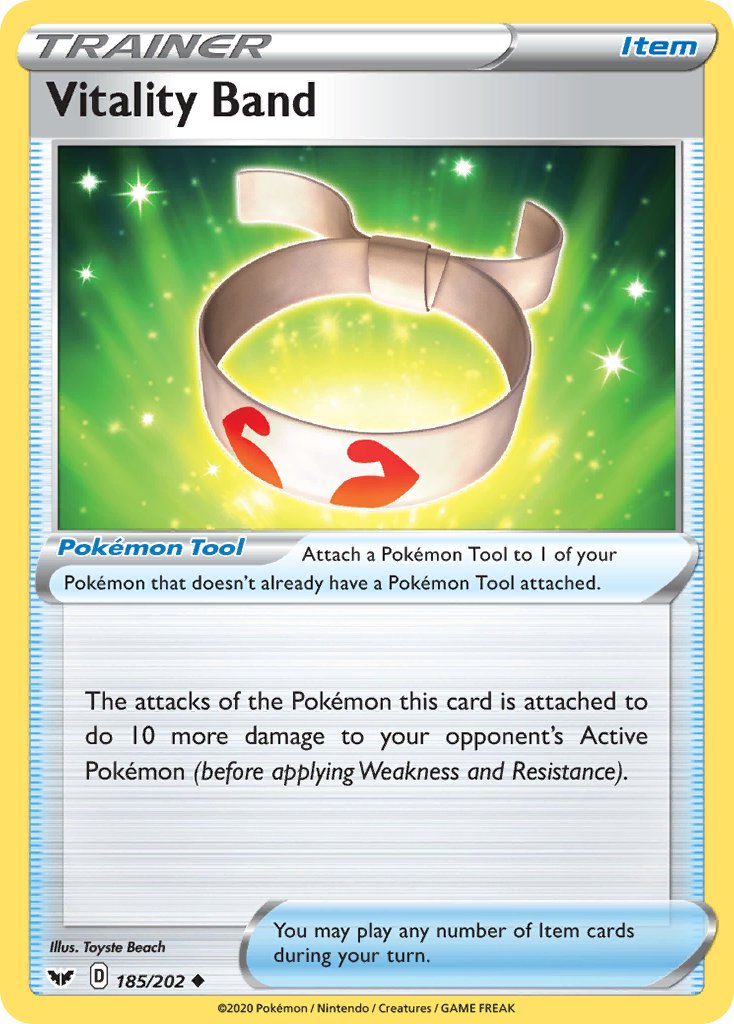 TRAINER
Item
Vitality Band
Pokémon Tool
Attach a Pokémon Tool to 1 of your
Pokémon that doesn't already have a Pokémon Tool attached.
The attacks of the Pokémon this card is attached to
do 10 more damage to your opponent's Active
Pokémon (before applying Weakness and Resistance).
You may play any number of Item cards
during your turn.
Illus. Toyste Beach
D 185/202
©2020 Pokémon / Nintendo / Creatures / GAME FREAK